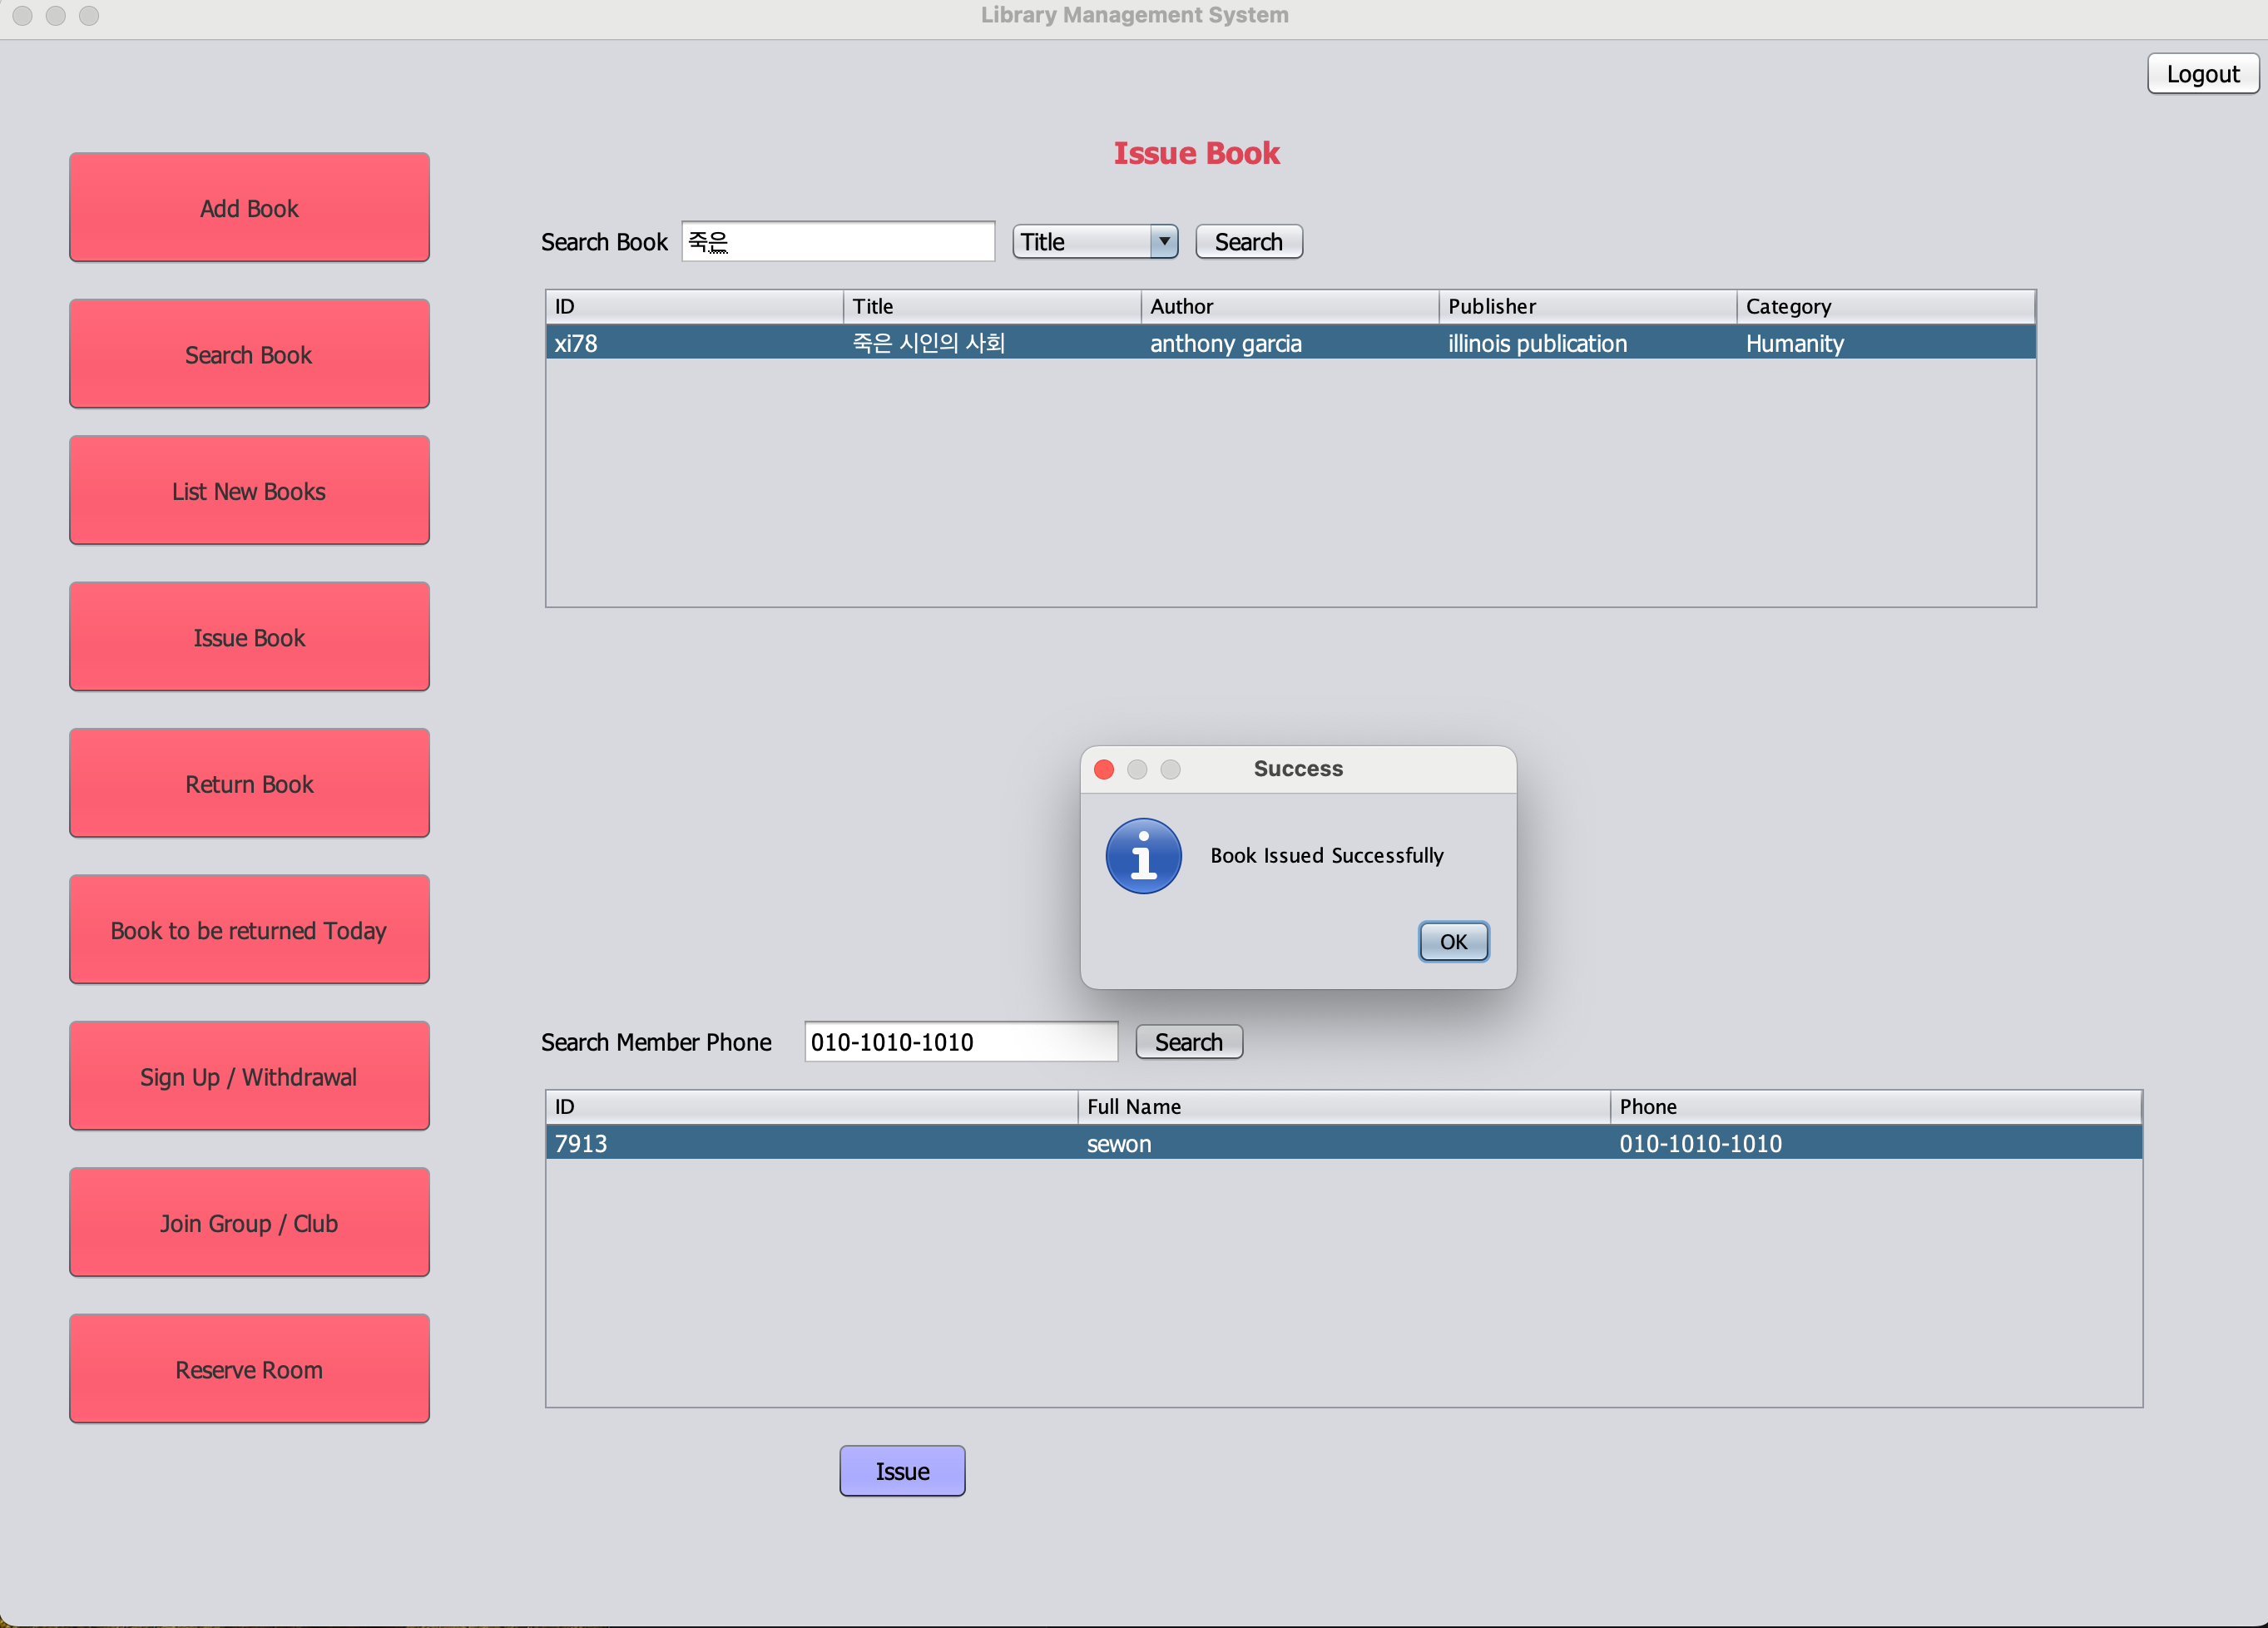 Library Management System
Logout
Issue Book
Add Book
Search Book
List New Books
Issue Book
Return Book
Book to be returned Today
Sign Up / Withdrawal
Join Group / Club
Reserve Room
Search Book 죽은 Title Search
ID Title Author Publisher Category
xi78 죽은 시인의 사회 anthony garcia illinois publication Humanity
Success
Book Issued Successfully
OK
Search Member Phone 010-1010-1010 Search
ID Full Name Phone
7913 sewon 010-1010-1010
Issue